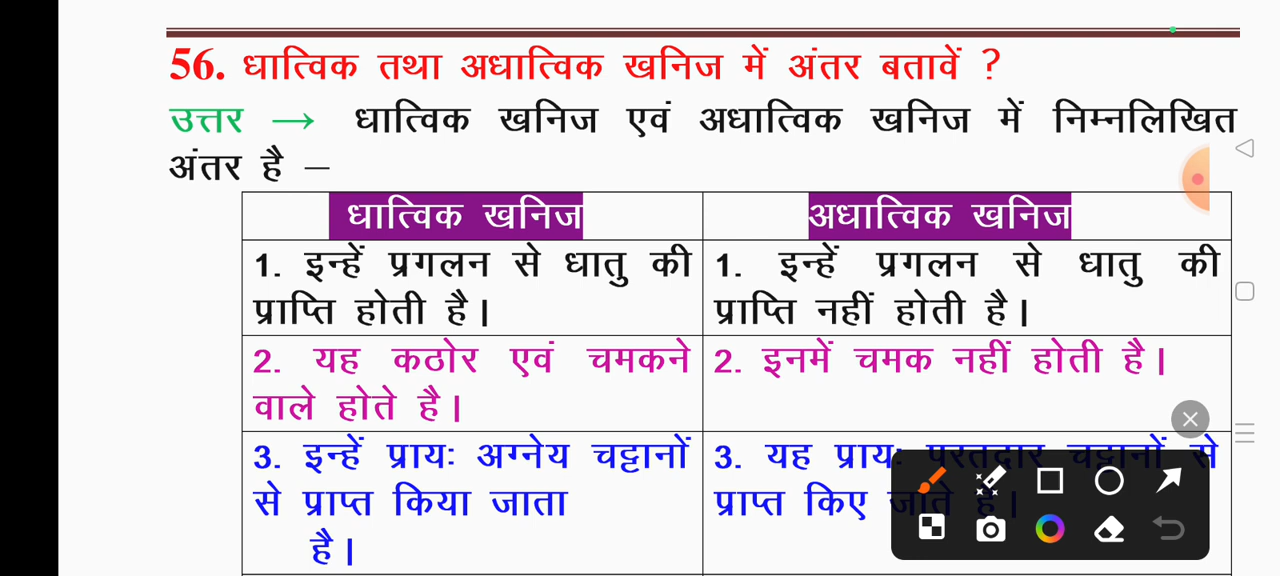 56. धात्विक तथा अधात्विक खनिज में अंतर बतावें ?
उत्तर → धात्विक खनिज एवं अधात्विक खनिज में निम्नलिखित
अंतर है –
धात्विक खनिज
अधात्विक खनिज
1. इन्हें प्रगलन से धातु की
प्राप्ति होती है।
1. इन्हें प्रगलन से धातु की
प्राप्ति नहीं होती है।
2. यह कठोर एवं चमकने
वाले होते है।
2. इनमें चमक नहीं होती है।
3. इन्हें प्रायः अग्नेय चट्टानों
से प्राप्त किया जाता
है।
3. यह प्रायः परतदार चट्टानों से
प्राप्त किए जाते है।